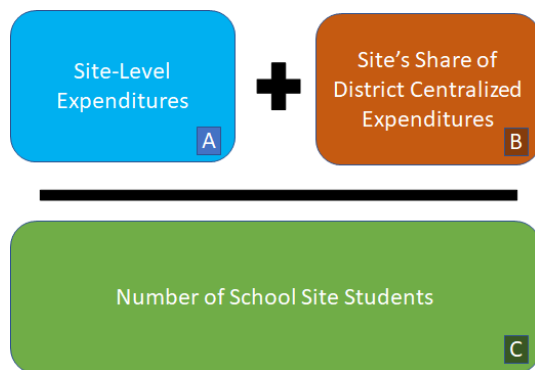 Site-Level
Expenditures
A
Site's Share of
District Centralized
Expenditures
B
Number of School Site Students
C